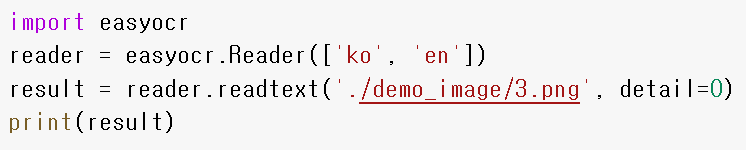 import easyocr
reader = easyocr.Reader(['ko', 'en'])
result = reader.readtext('./demo_image/3.png', detail=0)
print(result)